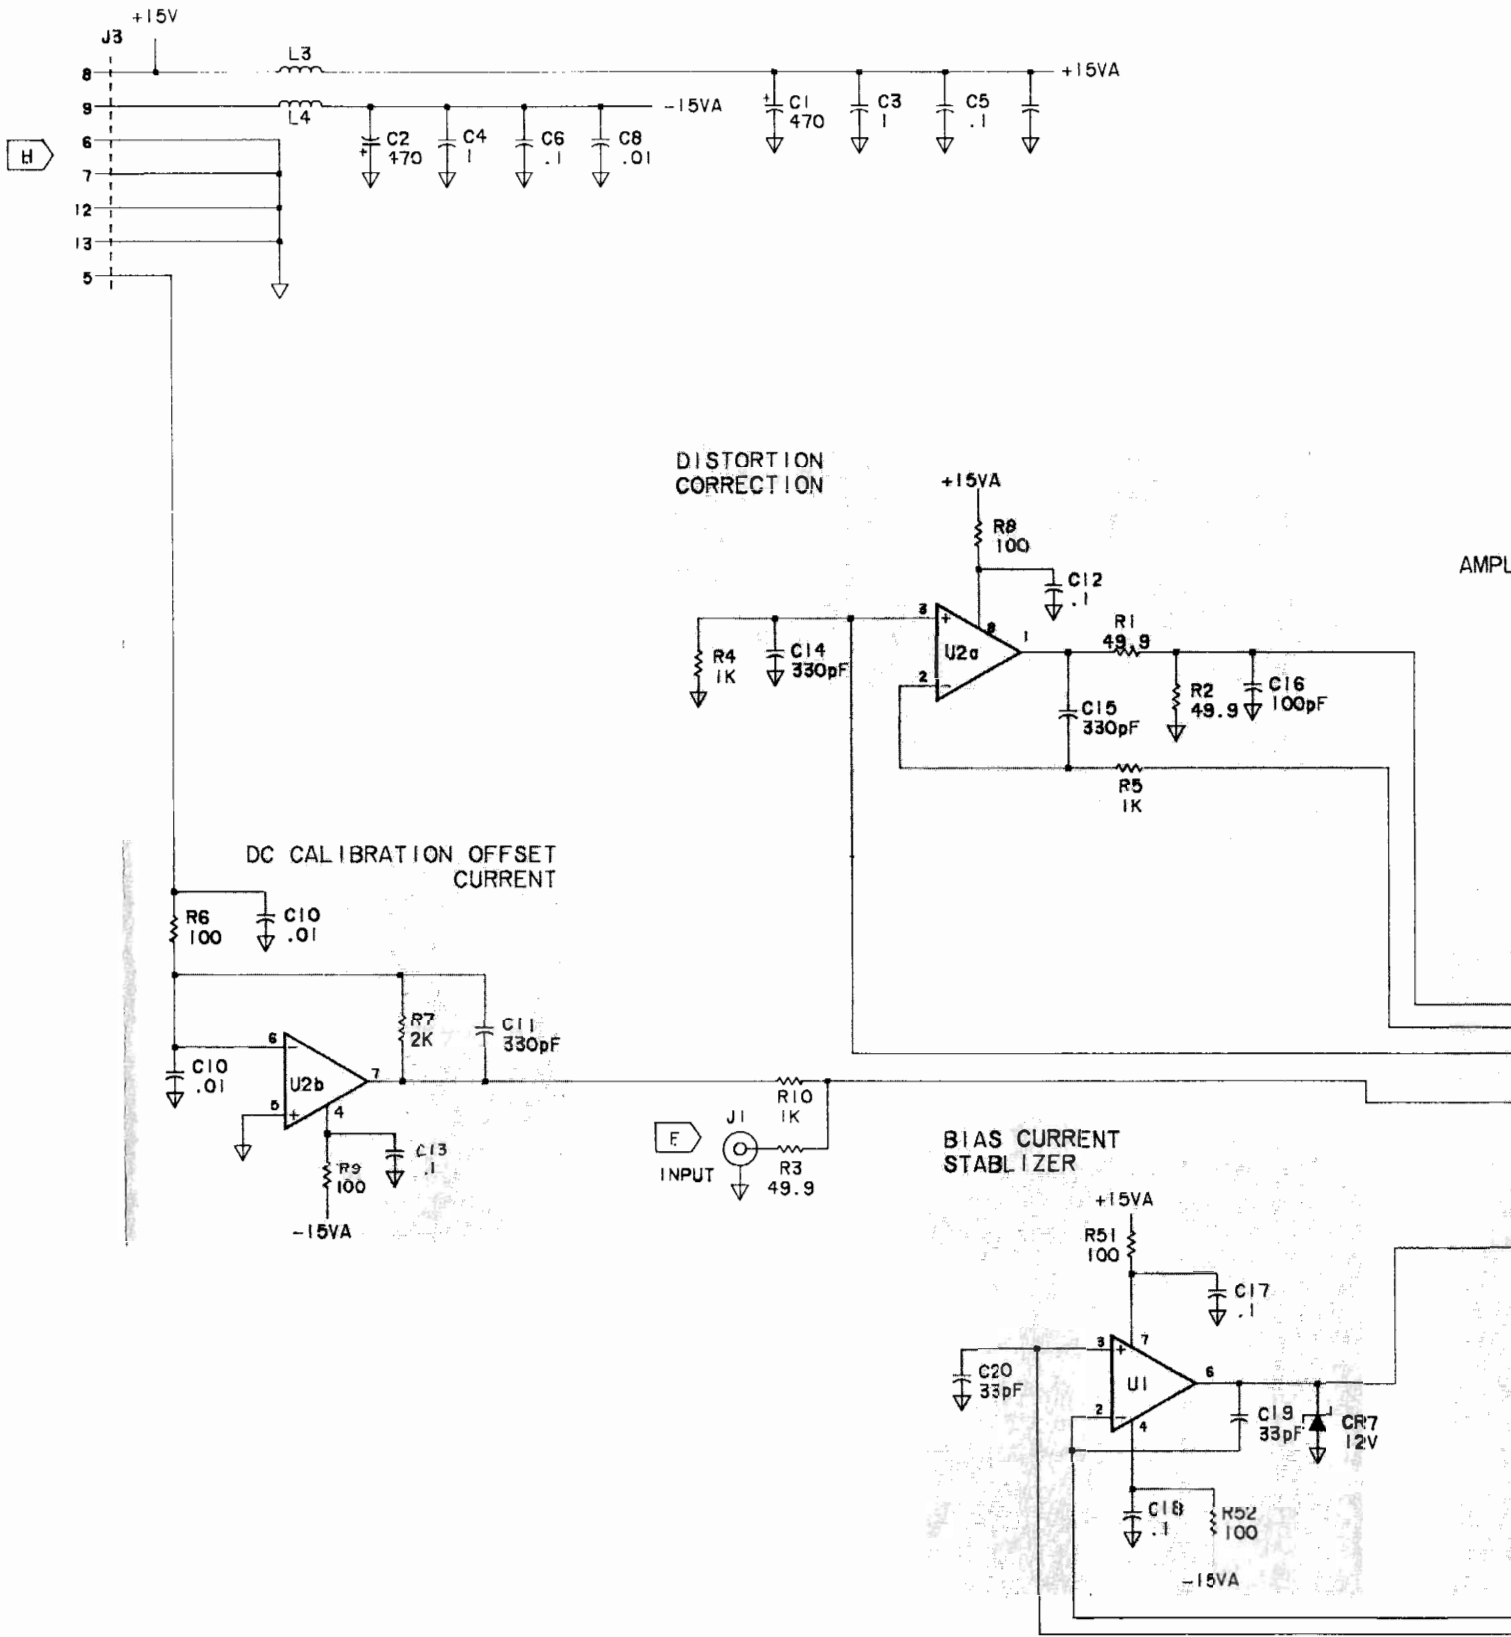 +15V
J3
8
L3
+15VA
9
L4
-15VA
C1
470
C3
1
C5
.1
6
C2
470
C4
1
C6
.1
C8
.01
H
7
12
13
5
DISTORTION
CORRECTION
+15VA
R8
100
AMPL
C12
.1
3
+
8
U2a
1
R1
49.9
R4
1K
C14
330pF
2
-
C15
330pF
R2
49.9
C16
100pF
R5
1K
DC CALIBRATION OFFSET
CURRENT
R6
100
C10
.01
R7
2K
C11
330pF
6
-
C10
.01
U2b
7
5
+
4
R10
1K
C13
.1
R9
100
-15VA
E
INPUT
J1
R3
49.9
BIAS CURRENT
STABLIZER
+15VA
R51
100
C17
.1
3
+
7
C20
33pF
U1
6
2
-
4
C19
33pF
CR7
12V
C18
.1
R52
100
-15VA